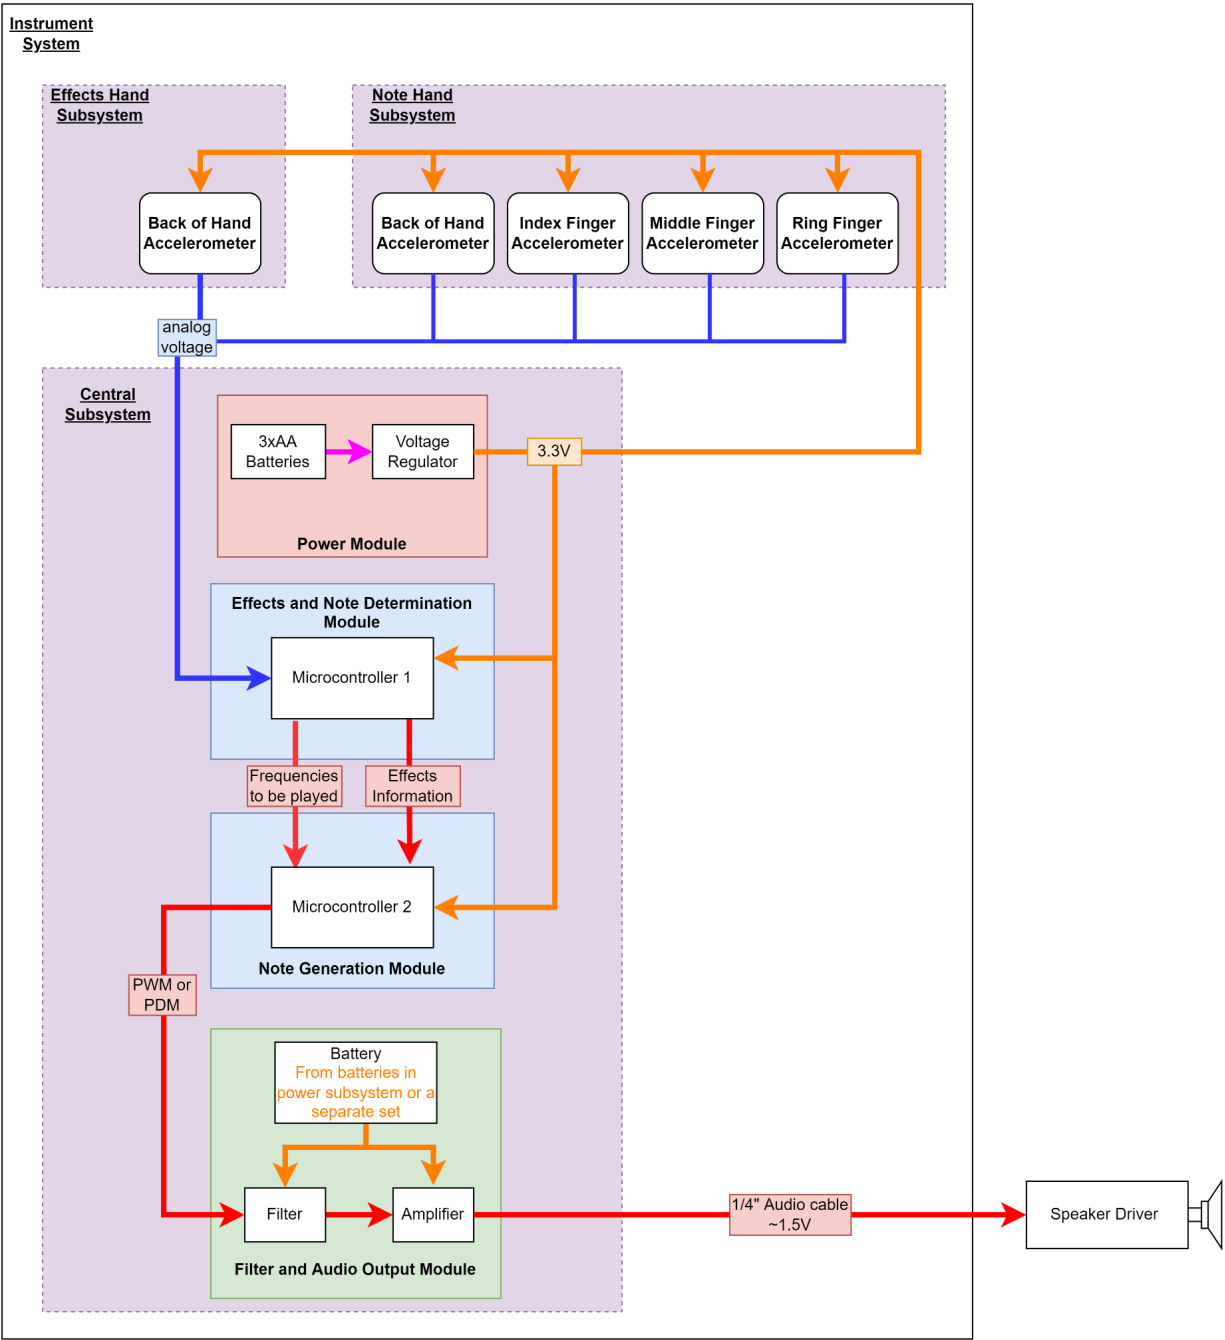 Instrument
System
Effects Hand
Subsystem
Note Hand
Subsystem
Back of Hand
Accelerometer
Back of Hand
Accelerometer
Index Finger
Accelerometer
Middle Finger
Accelerometer
Ring Finger
Accelerometer
analog
voltage
Central
Subsystem
3xAA
Batteries
Voltage
Regulator
3.3V
Power Module
Effects and Note Determination
Module
Microcontroller 1
Frequencies
to be played
Effects
Information
Microcontroller 2
Note Generation Module
PWM or
PDM
Battery
From batteries in
power subsystem or a
separate set
Filter
Amplifier
Filter and Audio Output Module
1/4" Audio cable
~1.5V
Speaker Driver